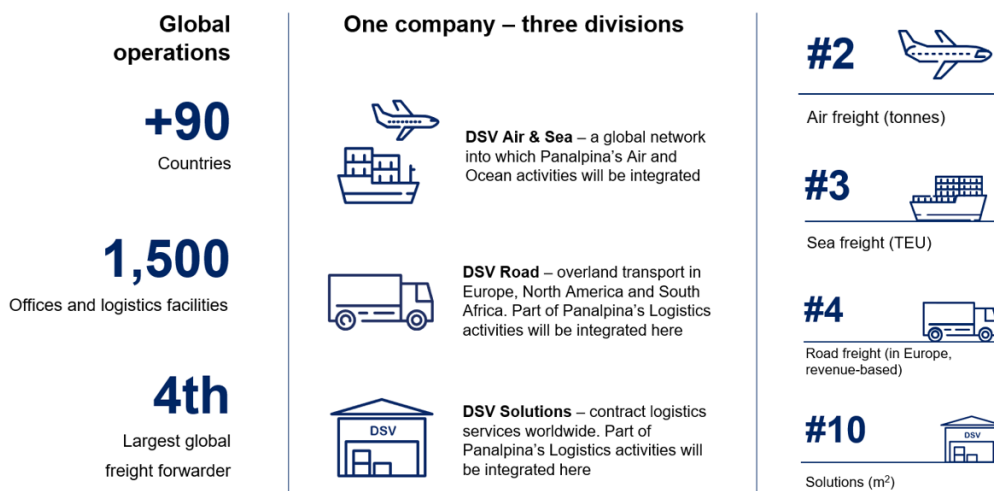 Global
operations
+90
Countries
1,500
Offices and logistics facilities
4th
Largest global
freight forwarder
One company – three divisions
DSV Air & Sea – a global network
into which Panalpina's Air and
Ocean activities will be integrated
DSV Road – overland transport in
Europe, North America and South
Africa. Part of Panalpina's Logistics
activities will be integrated here
DSV
DSV Solutions – contract logistics
services worldwide. Part of
Panalpina's Logistics activities will
be integrated here
#2
Air freight (tonnes)
#3
Sea freight (TEU)
#4
Road freight (in Europe,
revenue-based)
#10
DSV
Solutions (m²)